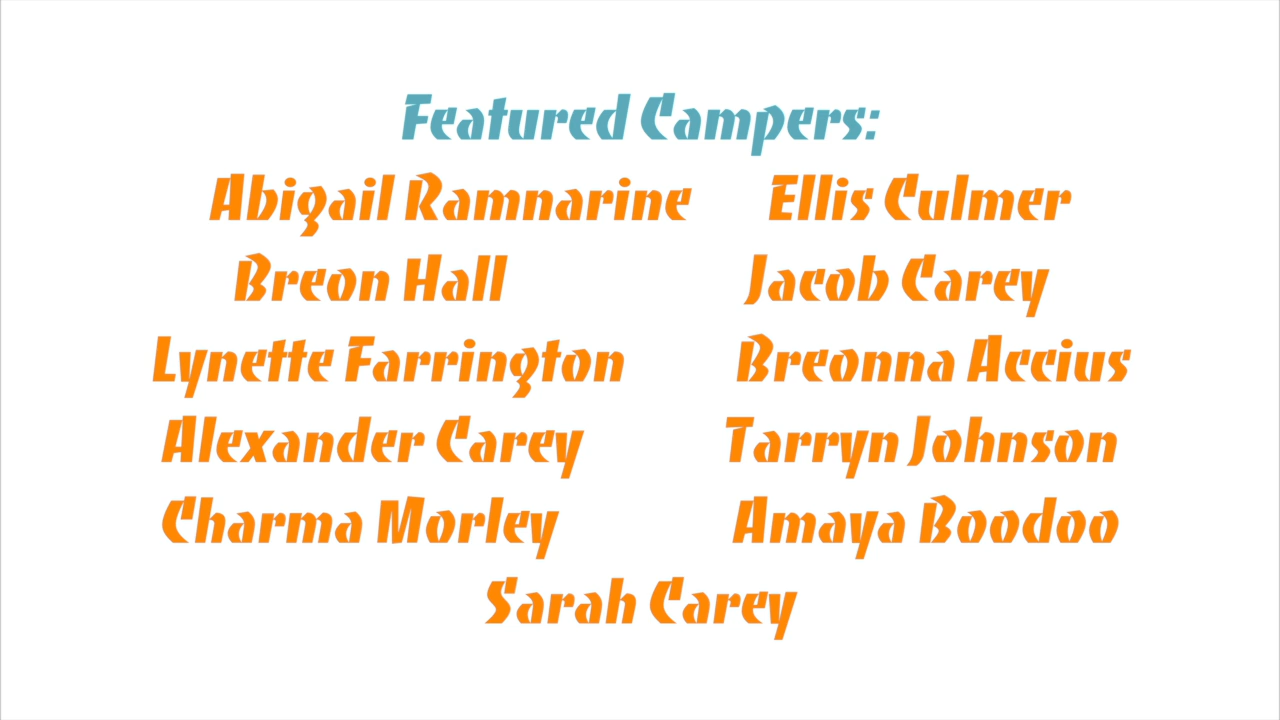 Featured Campers:
Abigail Ramnarine Ellis Culmer
Breon Hall Jacob Carey
Lynette Farrington Breonna Accius
Alexander Carey Tarryn Johnson
Charma Morley Amaya Boodoo
Sarah Carey